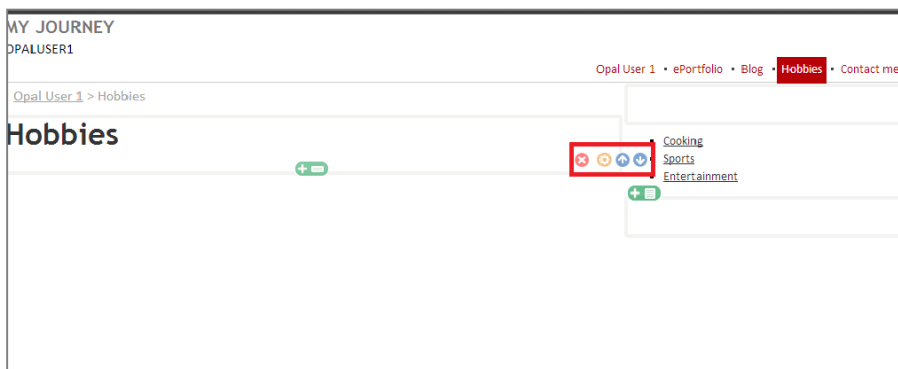 MY JOURNEY
OPALUSER1
Opal User 1 • ePortfolio • Blog • Hobbies • Contact me
Opal User 1 > Hobbies
Hobbies
Cooking
Sports
Entertainment